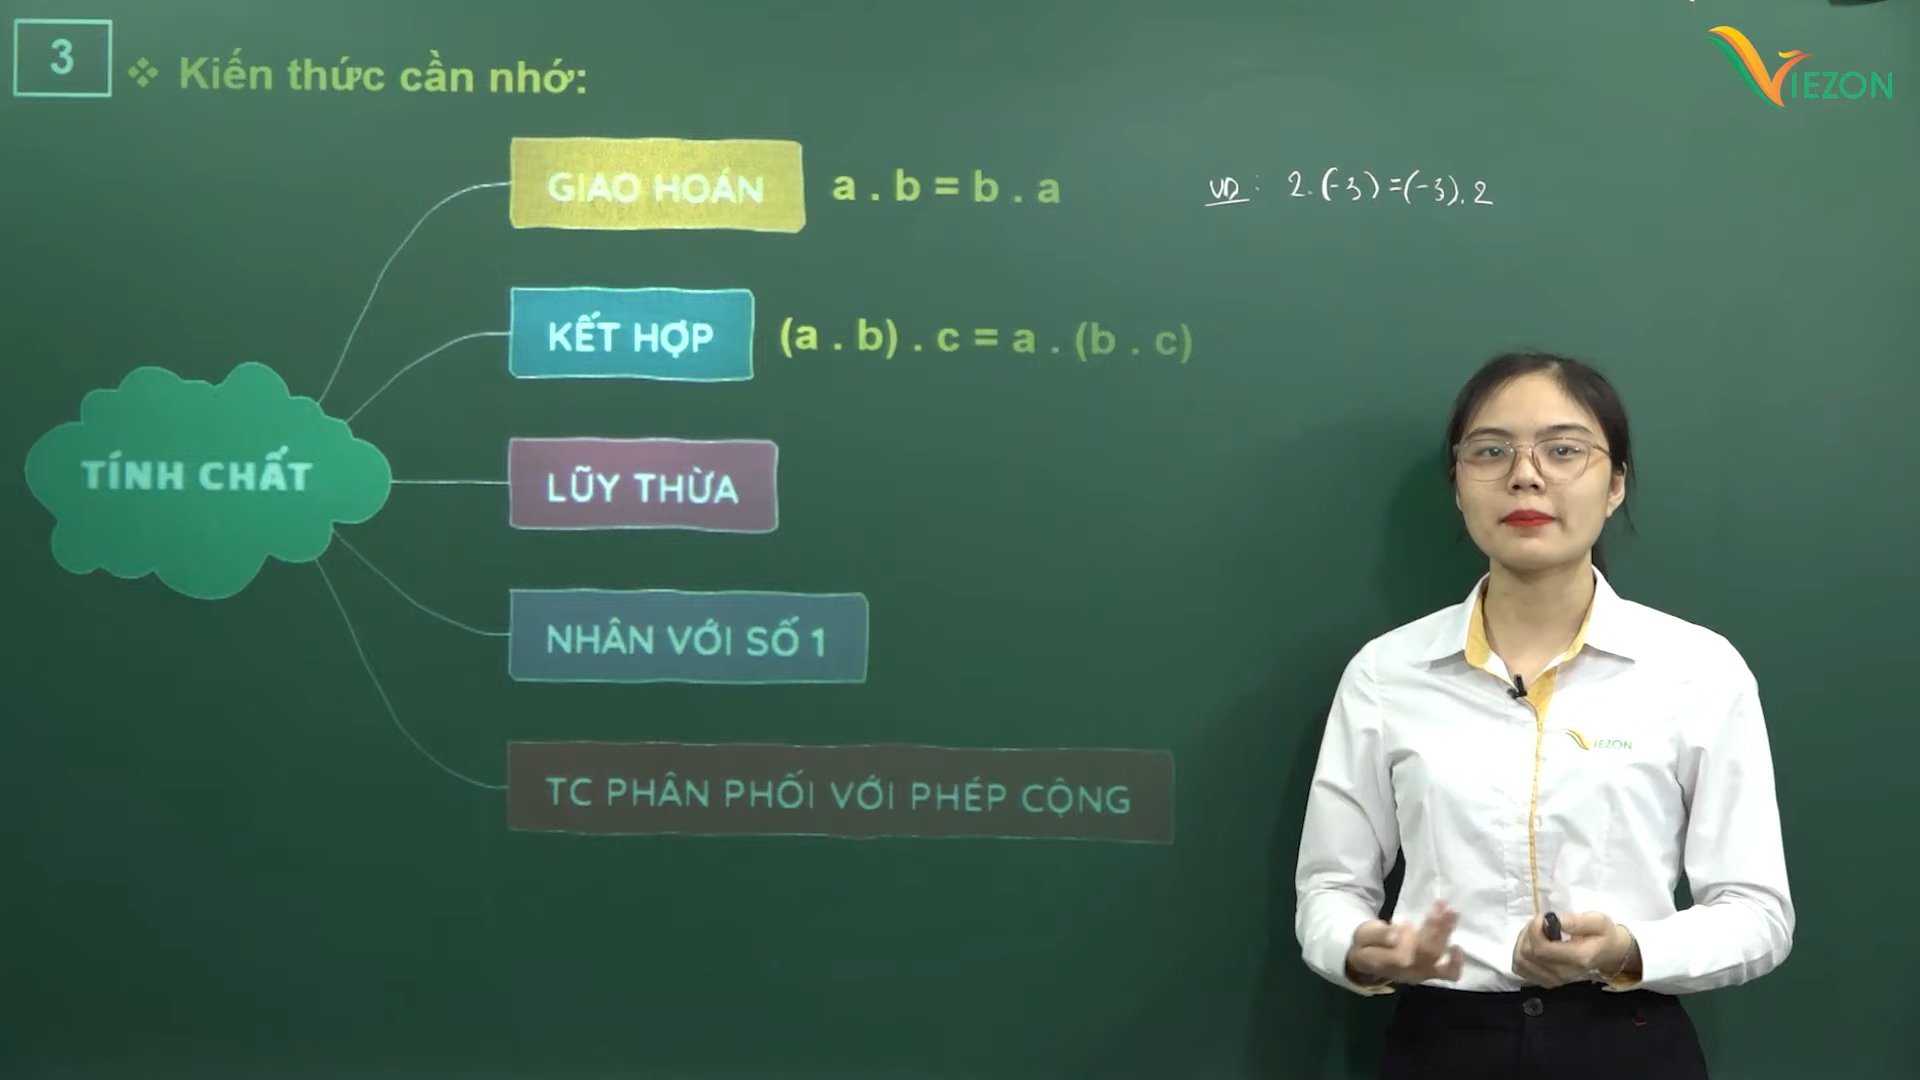 3
❖ Kiến thức cần nhớ:
VIEZON
GIAO HOÁN a . b = b . a
VD : 2.(-3)=(-3).2
KẾT HỢP (a . b) . c = a . (b . c)
TÍNH CHẤT
LŨY THỪA
NHÂN VỚI SỐ 1
VIEZON
TC PHÂN PHỐI VỚI PHÉP CỘNG